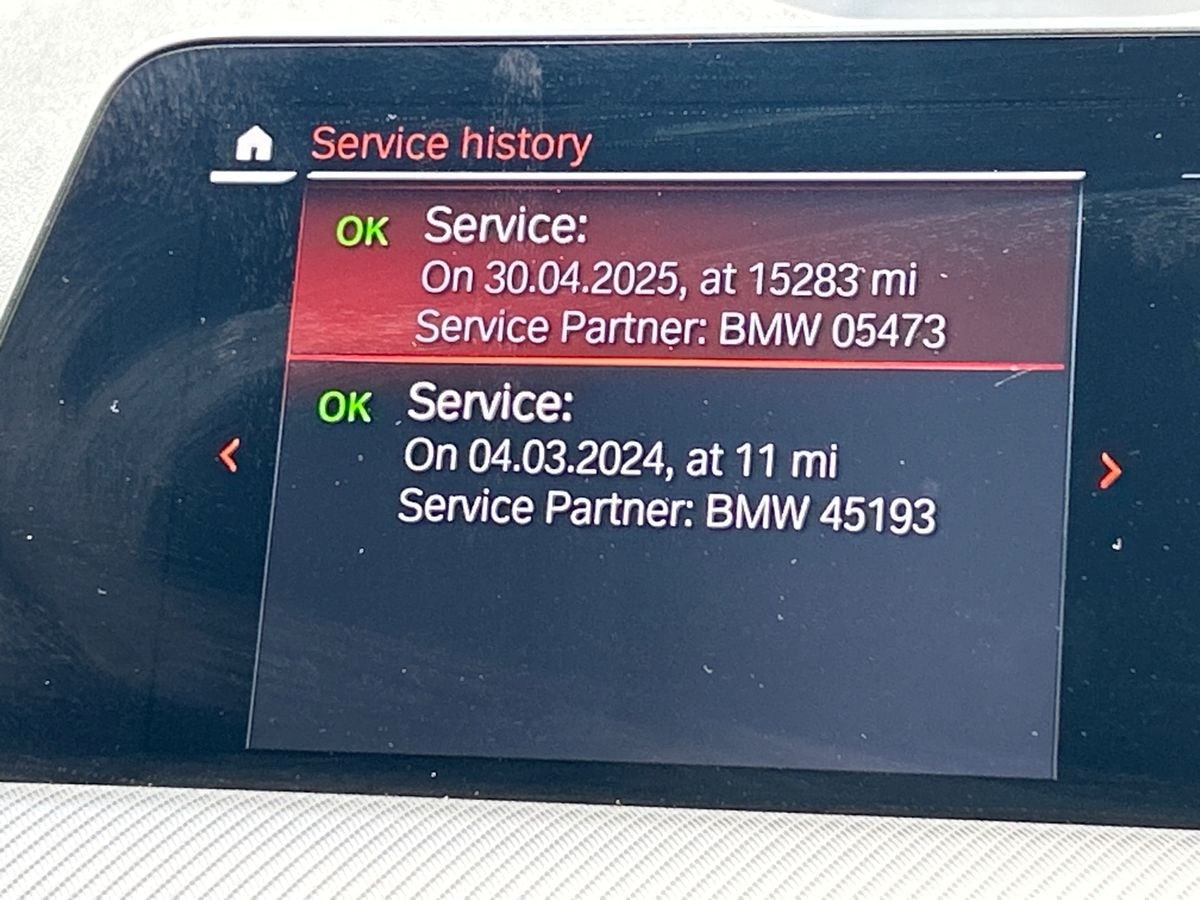 Service history
OK Service:
On 30.04.2025, at 15283 mi
Service Partner: BMW 05473
OK Service:
On 04.03.2024, at 11 mi
Service Partner: BMW 45193